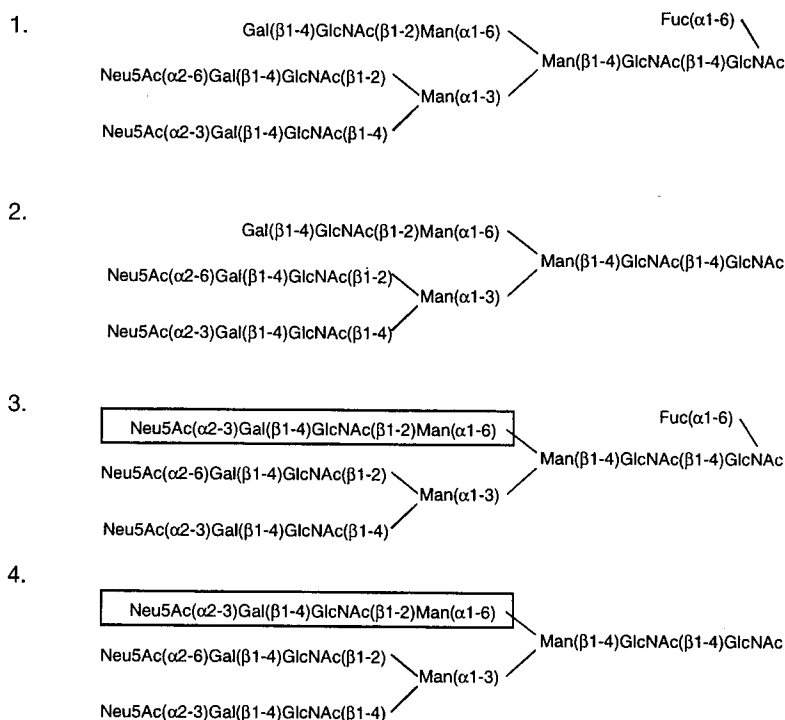 1.
Fuc(α1-6)
Gal(β1-4)GlcNAc(β1-2)Man(α1-6)
Man(β1-4)GlcNAc(β1-4)GlcNAc
Neu5Ac(α2-6)Gal(β1-4)GlcNAc(β1-2)
Man(α1-3)
Neu5Ac(α2-3)Gal(β1-4)GlcNAc(β1-4)
2.
Gal(β1-4)GlcNAc(β1-2)Man(α1-6)
Man(β1-4)GlcNAc(β1-4)GlcNAc
Neu5Ac(α2-6)Gal(β1-4)GlcNAc(β1-2)
Man(α1-3)
Neu5Ac(α2-3)Gal(β1-4)GlcNAc(β1-4)
3.
Fuc(α1-6)
Neu5Ac(α2-3)Gal(β1-4)GlcNAc(β1-2)Man(α1-6)
Man(β1-4)GlcNAc(β1-4)GlcNAc
Neu5Ac(α2-6)Gal(β1-4)GlcNAc(β1-2)
Man(α1-3)
Neu5Ac(α2-3)Gal(β1-4)GlcNAc(β1-4)
4.
Neu5Ac(α2-3)Gal(β1-4)GlcNAc(β1-2)Man(α1-6)
Man(β1-4)GlcNAc(β1-4)GlcNAc
Neu5Ac(α2-6)Gal(β1-4)GlcNAc(β1-2)
Man(α1-3)
Neu5Ac(α2-3)Gal(β1-4)GlcNAc(β1-4)